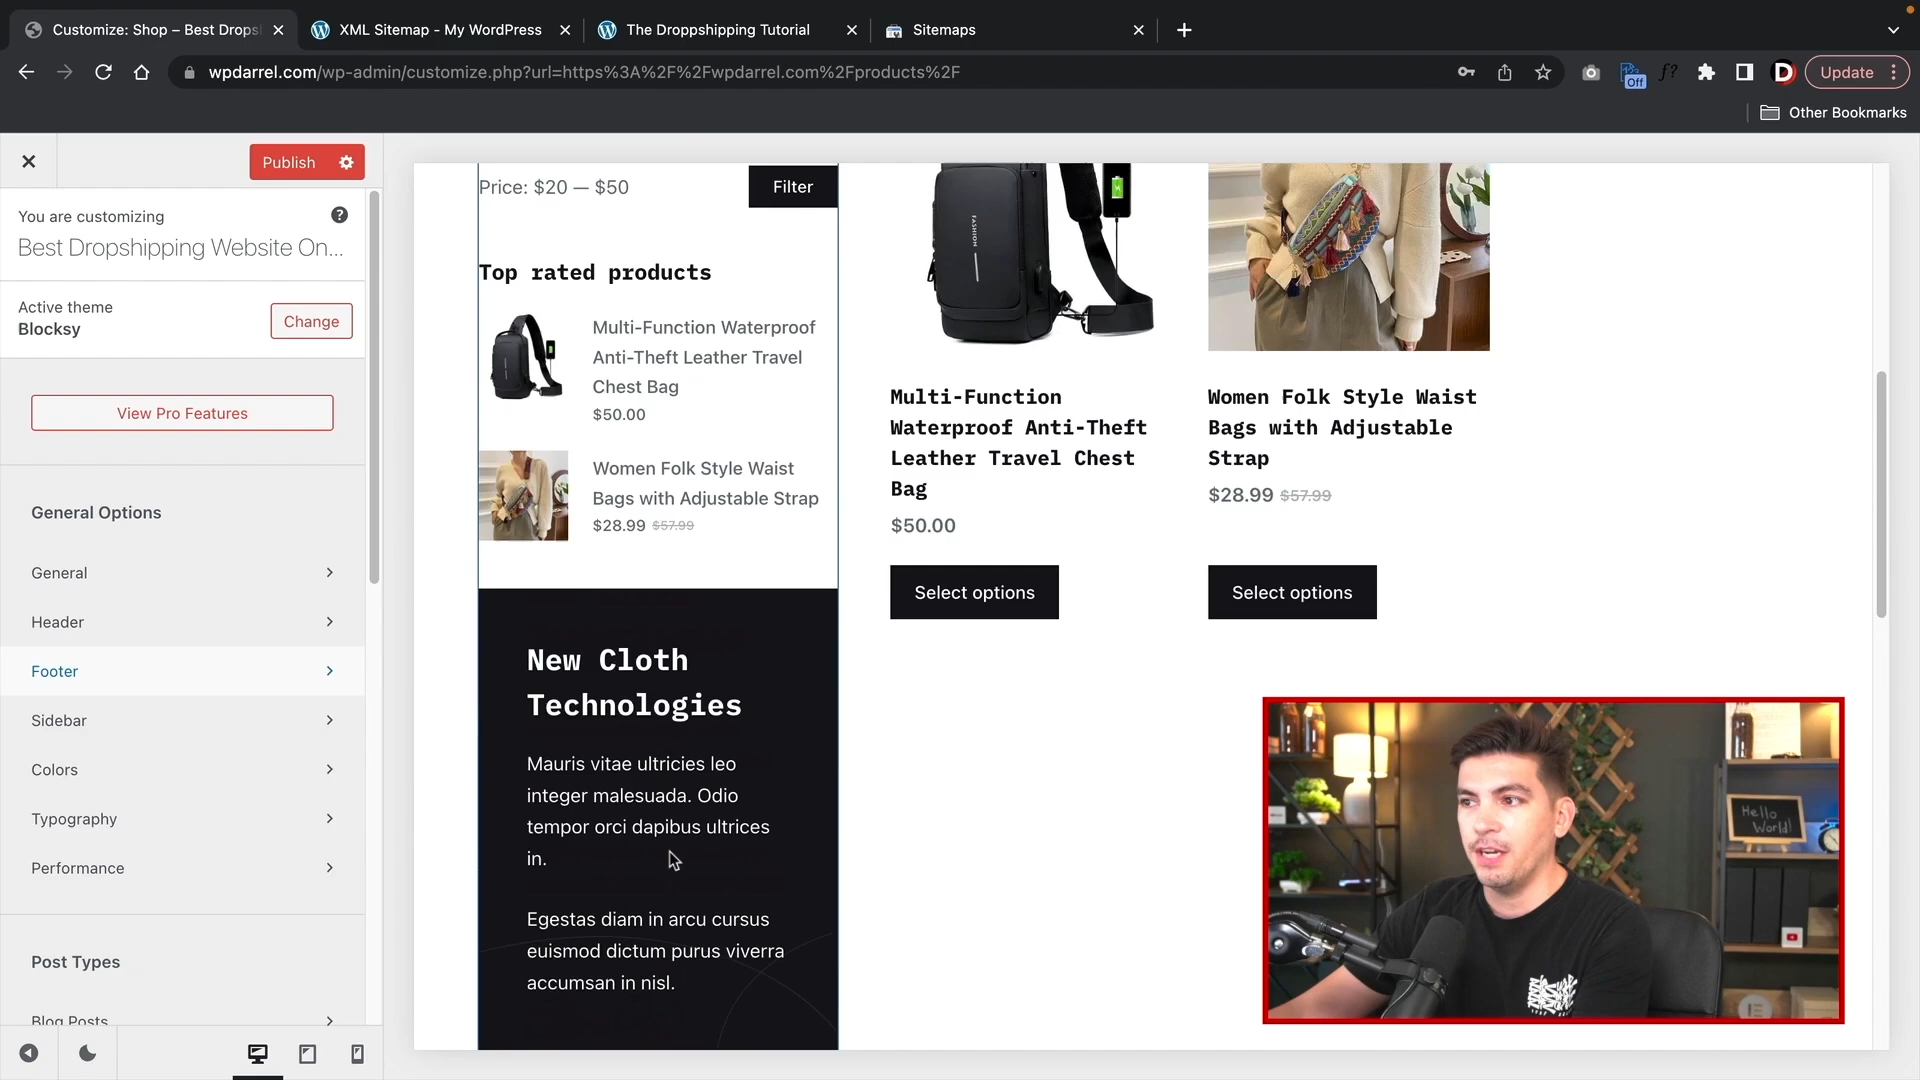 Customize: Shop – Best Drops
XML Sitemap - My WordPress
The Droppshipping Tutorial
Sitemaps
wpdarrel.com/wp-admin/customize.php?url=https%3A%2F%2Fwpdarrel.com%2Fproducts%2F
Off
f?
D
Update
Other Bookmarks
Publish
You are customizing
Best Dropshipping Website On...
Active theme
Blocksy
Change
View Pro Features
General Options
General
Header
Footer
Sidebar
Colors
Typography
Performance
Post Types
Blog Posts
Price: $20 — $50
Filter
Top rated products
Multi-Function Waterproof
Anti-Theft Leather Travel
Chest Bag
$50.00
Women Folk Style Waist
Bags with Adjustable Strap
$28.99 $57.99
New Cloth
Technologies
Mauris vitae ultricies leo
integer malesuada. Odio
tempor orci dapibus ultrices
in.
Egestas diam in arcu cursus
euismod dictum purus viverra
accumsan in nisl.
FASHION
Multi-Function
Waterproof Anti-Theft
Leather Travel Chest
Bag
$50.00
Select options
Women Folk Style Waist
Bags with Adjustable
Strap
$28.99 $57.99
Select options
Hello
World!